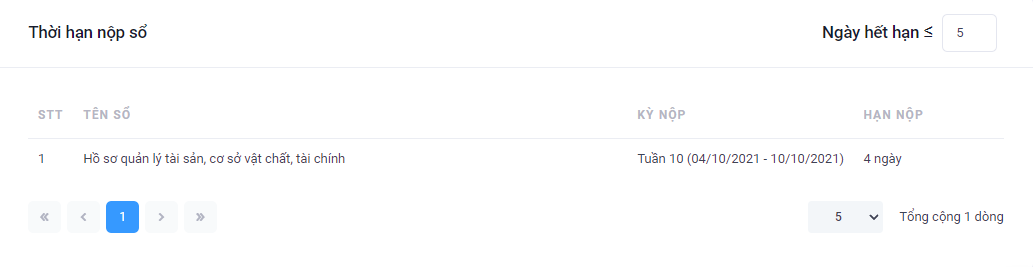 Thời hạn nộp sổ Ngày hết hạn ≤ 5
STT TÊN SỔ KỲ NỘP HẠN NỘP
1 Hồ sơ quản lý tài sản, cơ sở vật chất, tài chính Tuần 10 (04/10/2021 - 10/10/2021) 4 ngày
« ‹ 1 › » 5 Tổng cộng 1 dòng